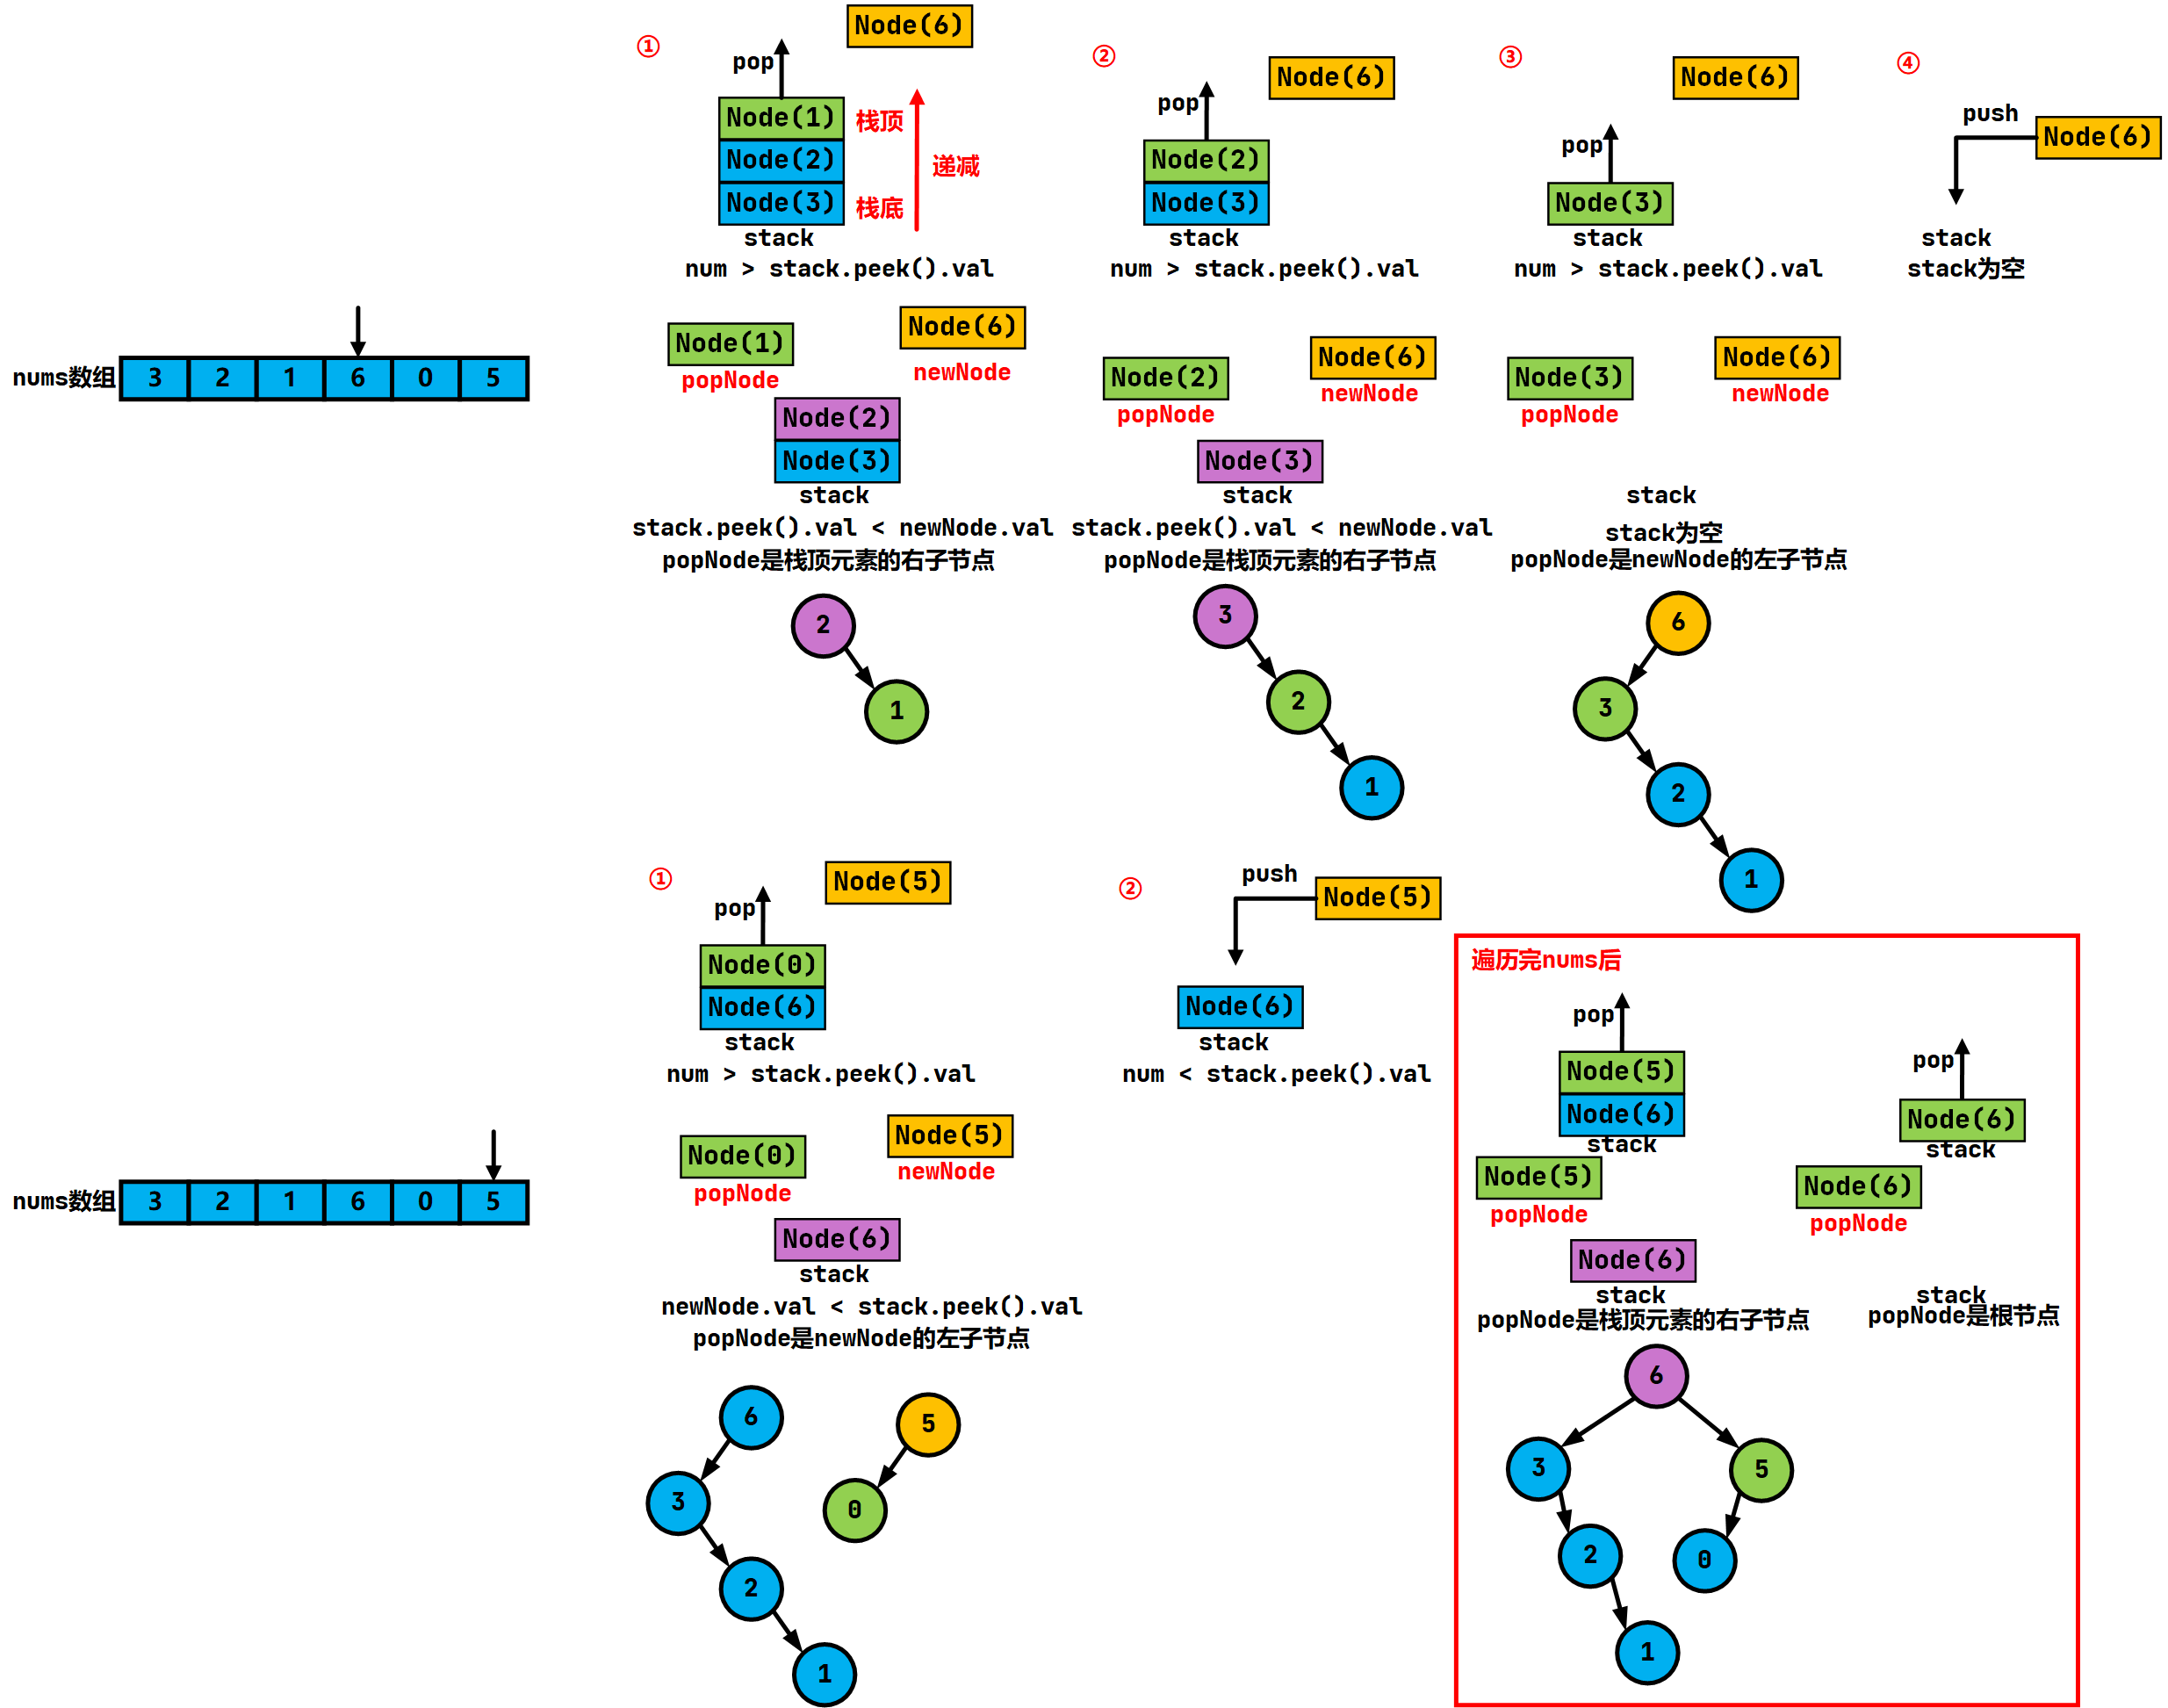 ①
Node(6)
pop
Node(1)
栈顶
Node(2)
递减
Node(3)
栈底
stack
num > stack.peek().val
②
Node(6)
pop
Node(2)
Node(3)
stack
num > stack.peek().val
③
Node(6)
pop
Node(3)
stack
num > stack.peek().val
④
push
Node(6)
stack
stack为空
nums数组 3 2 1 6 0 5
Node(1)
popNode
Node(6)
newNode
Node(2)
Node(3)
stack
stack.peek().val < newNode.val
popNode是栈顶元素的右子节点
2
1
Node(2)
popNode
Node(6)
newNode
Node(3)
stack
stack.peek().val < newNode.val
popNode是栈顶元素的右子节点
3
2
1
Node(3)
popNode
Node(6)
newNode
stack
stack为空
popNode是newNode的左子节点
6
3
2
1
①
Node(5)
pop
Node(0)
Node(6)
stack
num > stack.peek().val
②
push
Node(5)
Node(6)
stack
num < stack.peek().val
nums数组 3 2 1 6 0 5
Node(0)
popNode
Node(5)
newNode
Node(6)
stack
newNode.val < stack.peek().val
popNode是newNode的左子节点
6
5
3
0
2
1
遍历完nums后
pop
Node(5)
Node(6)
stack
Node(5)
popNode
Node(6)
stack
popNode是栈顶元素的右子节点
pop
Node(6)
stack
Node(6)
popNode
stack
popNode是根节点
6
3
5
2
0
1